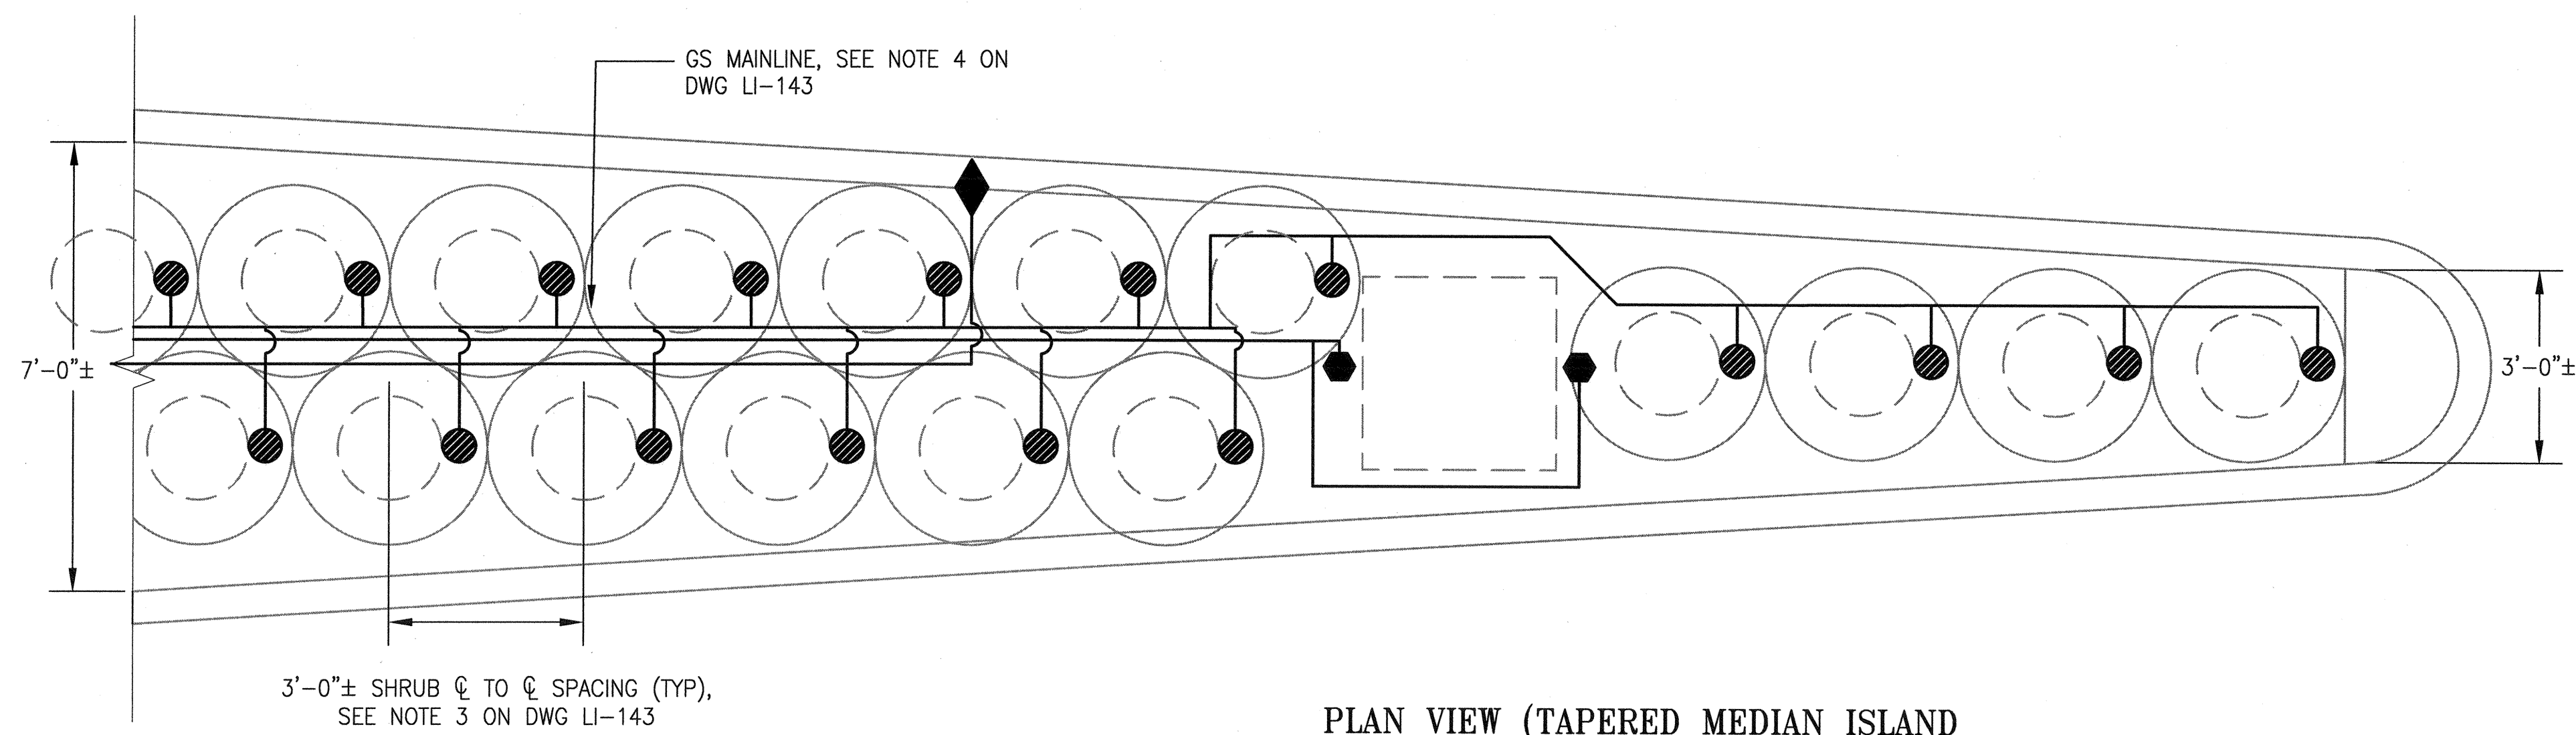 GS MAINLINE, SEE NOTE 4 ON
DWG LI-143
7'-0"±
3'-0"±
3'-0"± SHRUB ℄ TO ℄ SPACING (TYP),
SEE NOTE 3 ON DWG LI-143
PLAN VIEW (TAPERED MEDIAN ISLAND